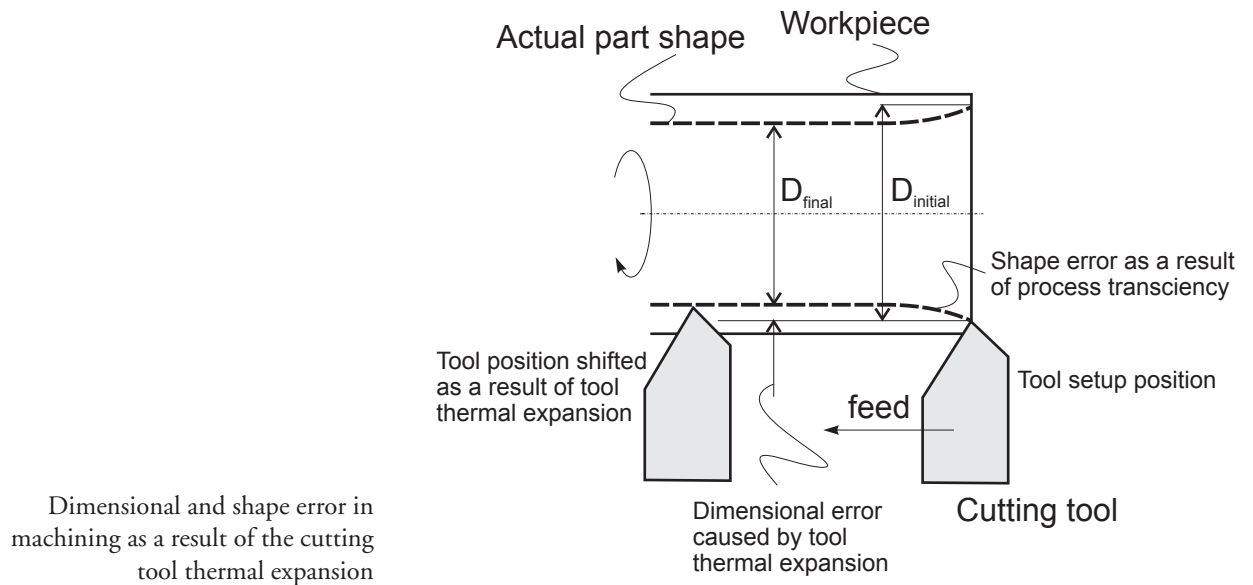 Actual part shape
Workpiece
Dfinal
Dinitial
Shape error as a result
of process transciency
Tool position shifted
as a result of tool
thermal expansion
Tool setup position
feed
Dimensional error
caused by tool
thermal expansion
Cutting tool
Dimensional and shape error in
machining as a result of the cutting
tool thermal expansion